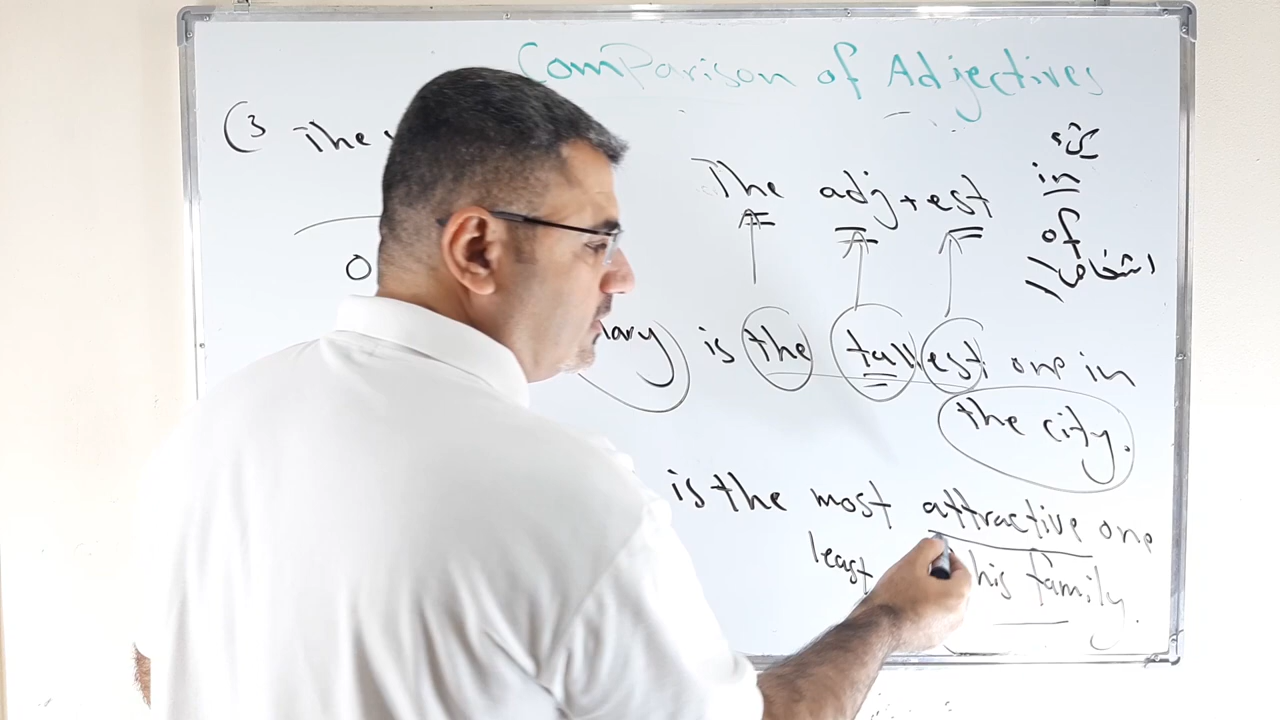 Comparison of Adjectives
(3 The
The adj + est
in
of
اشخاص //
is the tallest one in
the city.
is the most attractive one
least his family.